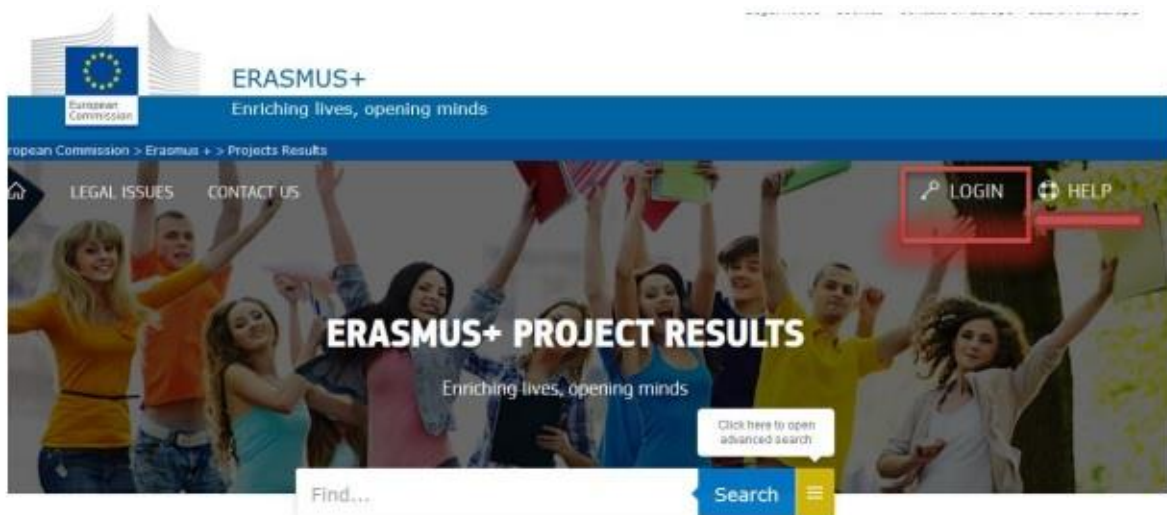 ERASMUS+
European
Commission
Enriching lives, opening minds
ropean Commission > Erasmus + > Projects Results
LEGAL ISSUES CONTACT US LOGIN HELP
ERASMUS+ PROJECT RESULTS
Enriching lives, opening minds
Click here to open
advanced search
Find... Search